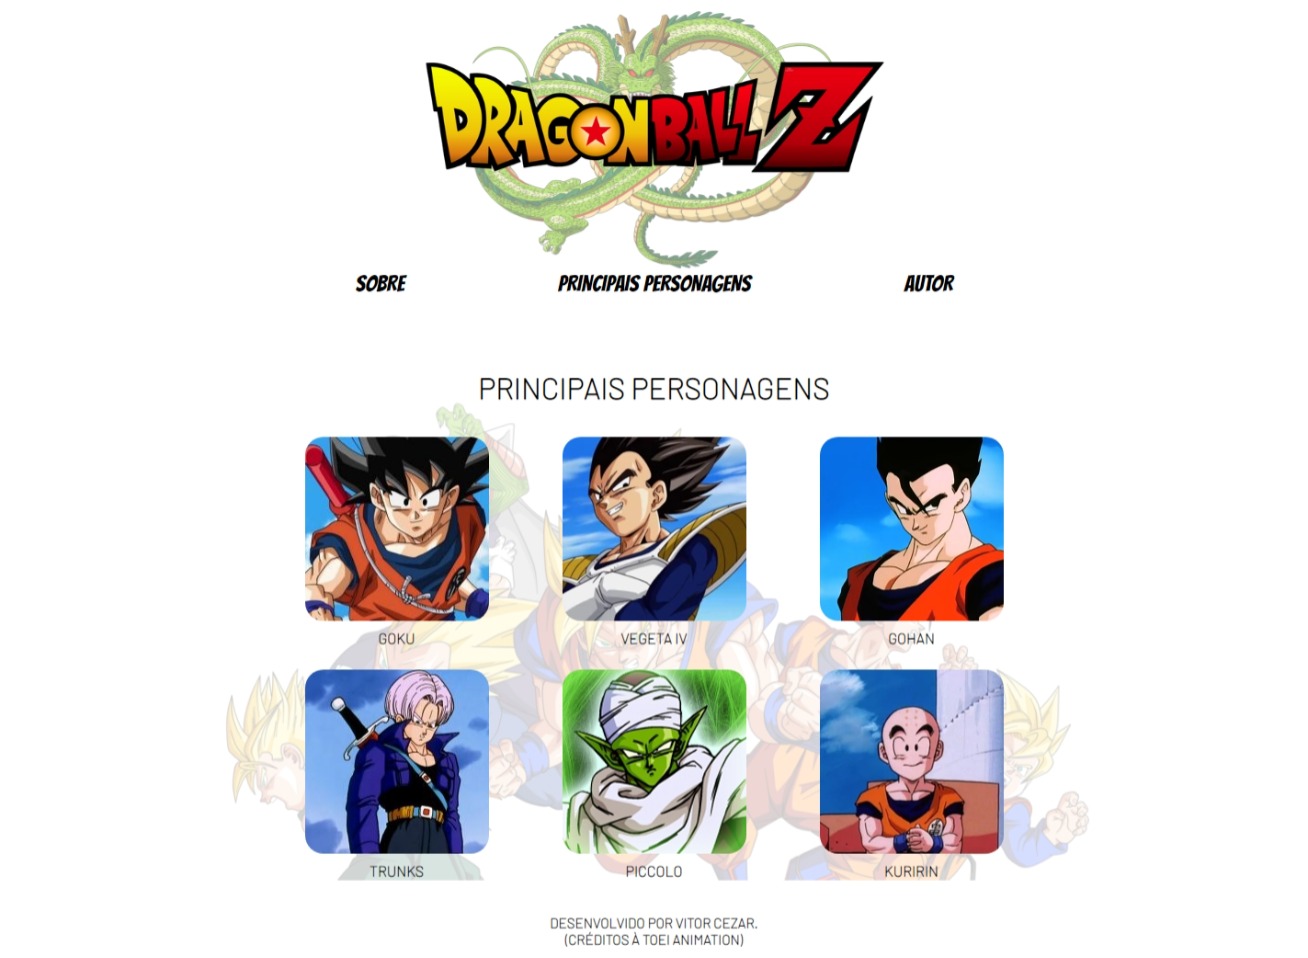 DRAGON BALL Z
SOBRE PRINCIPAIS PERSONAGENS AUTOR
PRINCIPAIS PERSONAGENS
GOKU VEGETA IV GOHAN
TRUNKS PICCOLO KURIRIN
DESENVOLVIDO POR VITOR CEZAR.
(CRÉDITOS À TOEI ANIMATION)